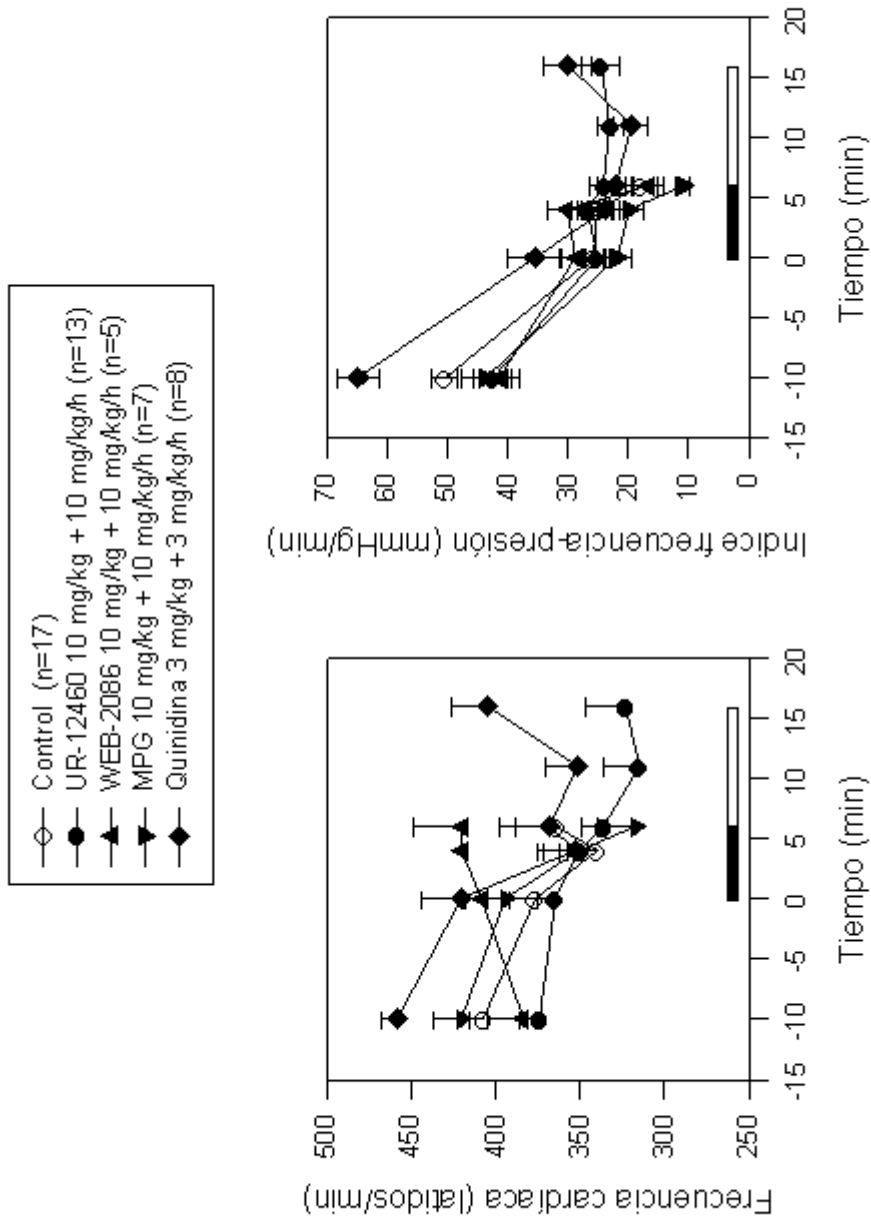 Control (n=17)
UR-12460 10 mg/kg + 10 mg/kg/h (n=13)
WEB-2086 10 mg/kg + 10 mg/kg/h (n=5)
MPG 10 mg/kg + 10 mg/kg/h (n=7)
Quinidina 3 mg/kg + 3 mg/kg/h (n=8)
Frecuencia cardíaca (latidos/min)
500
450
400
350
300
250
-15 -10 -5 0 5 10 15 20
Tiempo (min)
Indice frecuencia-presión (mmHg/min)
70
60
50
40
30
20
10
0
-15 -10 -5 0 5 10 15 20
Tiempo (min)